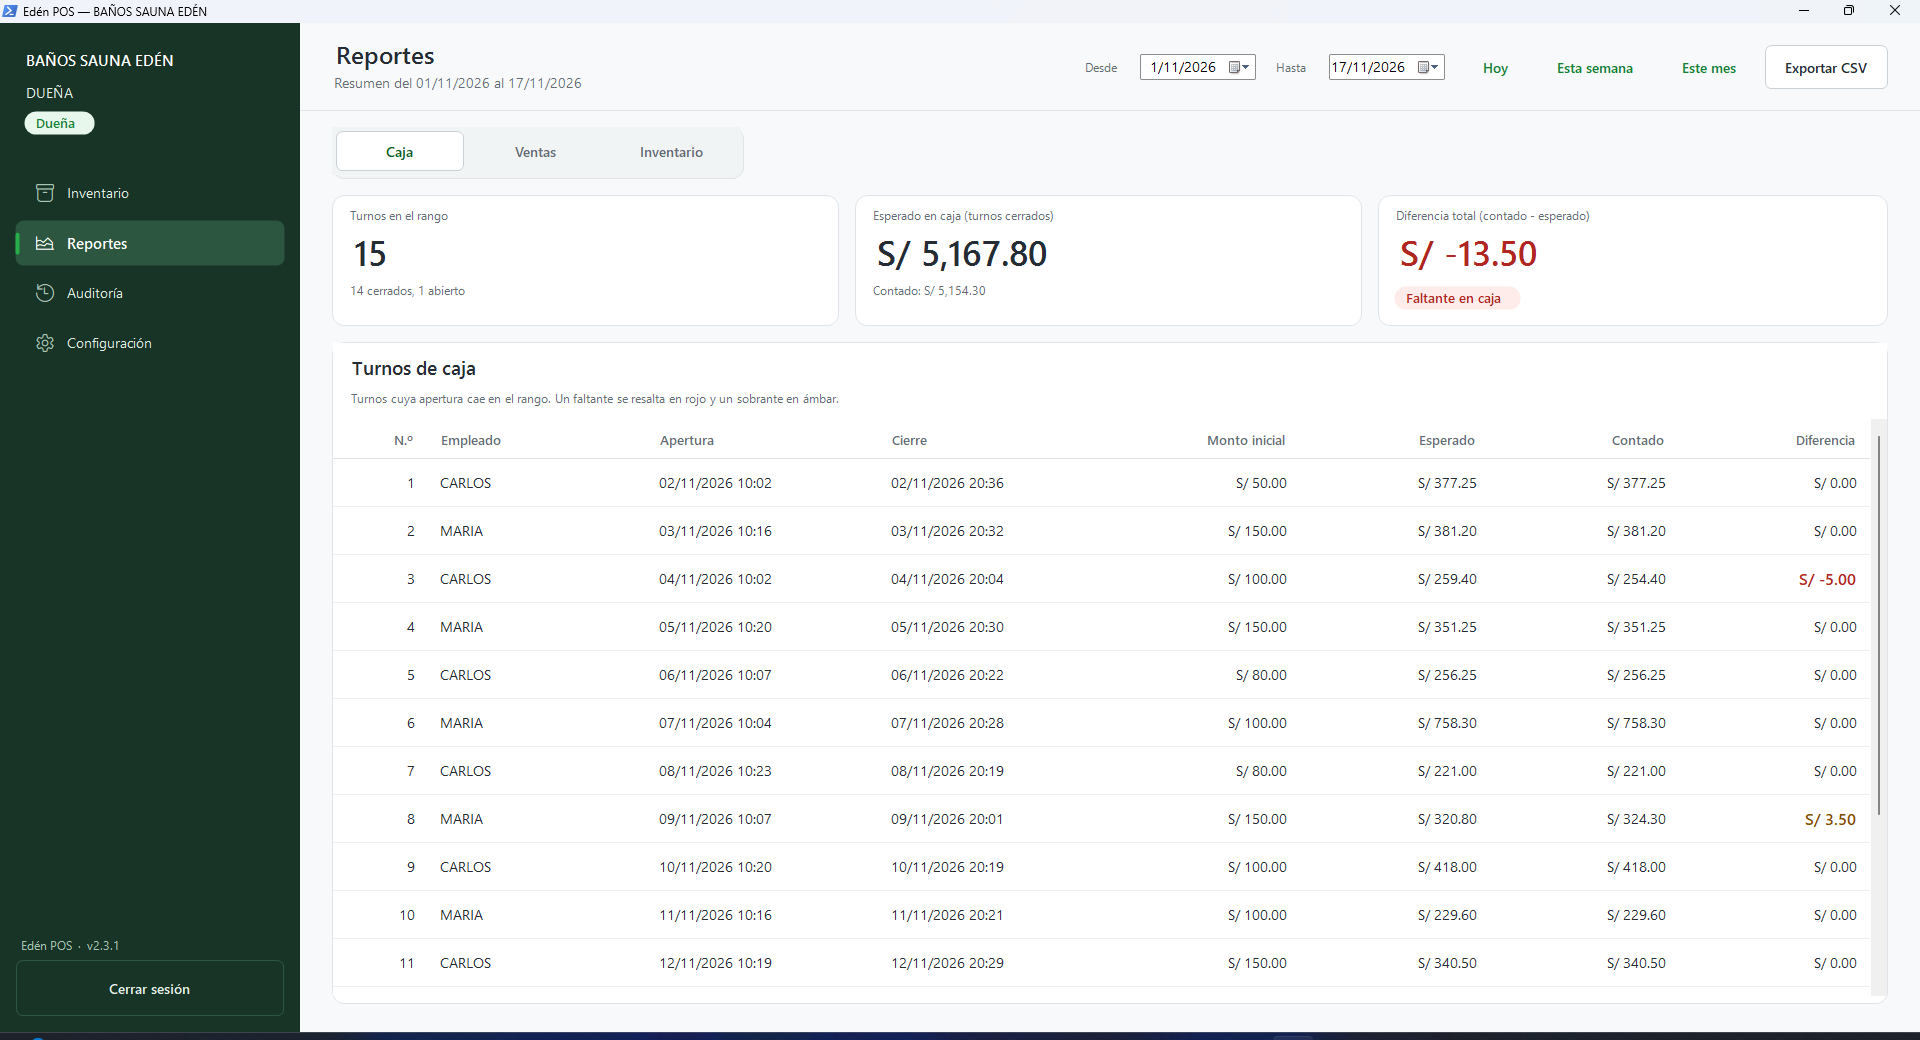 Edén POS — BAÑOS SAUNA EDÉN
BAÑOS SAUNA EDÉN
DUEÑA
Dueña
Inventario
Reportes
Auditoría
Configuración
Edén POS · v2.3.1
Cerrar sesión
Reportes
Resumen del 01/11/2026 al 17/11/2026
Desde 1/11/2026 Hasta 17/11/2026 Hoy Esta semana Este mes Exportar CSV
Caja Ventas Inventario
Turnos en el rango
15
14 cerrados, 1 abierto
Esperado en caja (turnos cerrados)
S/ 5,167.80
Contado: S/ 5,154.30
Diferencia total (contado - esperado)
S/ -13.50
Faltante en caja
Turnos de caja
Turnos cuya apertura cae en el rango. Un faltante se resalta en rojo y un sobrante en ámbar.
N.º Empleado Apertura Cierre Monto inicial Esperado Contado Diferencia
1 CARLOS 02/11/2026 10:02 02/11/2026 20:36 S/ 50.00 S/ 377.25 S/ 377.25 S/ 0.00
2 MARIA 03/11/2026 10:16 03/11/2026 20:32 S/ 150.00 S/ 381.20 S/ 381.20 S/ 0.00
3 CARLOS 04/11/2026 10:02 04/11/2026 20:04 S/ 100.00 S/ 259.40 S/ 254.40 S/ -5.00
4 MARIA 05/11/2026 10:20 05/11/2026 20:30 S/ 150.00 S/ 351.25 S/ 351.25 S/ 0.00
5 CARLOS 06/11/2026 10:07 06/11/2026 20:22 S/ 80.00 S/ 256.25 S/ 256.25 S/ 0.00
6 MARIA 07/11/2026 10:04 07/11/2026 20:28 S/ 100.00 S/ 758.30 S/ 758.30 S/ 0.00
7 CARLOS 08/11/2026 10:23 08/11/2026 20:19 S/ 80.00 S/ 221.00 S/ 221.00 S/ 0.00
8 MARIA 09/11/2026 10:07 09/11/2026 20:01 S/ 150.00 S/ 320.80 S/ 324.30 S/ 3.50
9 CARLOS 10/11/2026 10:20 10/11/2026 20:19 S/ 100.00 S/ 418.00 S/ 418.00 S/ 0.00
10 MARIA 11/11/2026 10:16 11/11/2026 20:21 S/ 100.00 S/ 229.60 S/ 229.60 S/ 0.00
11 CARLOS 12/11/2026 10:19 12/11/2026 20:29 S/ 150.00 S/ 340.50 S/ 340.50 S/ 0.00